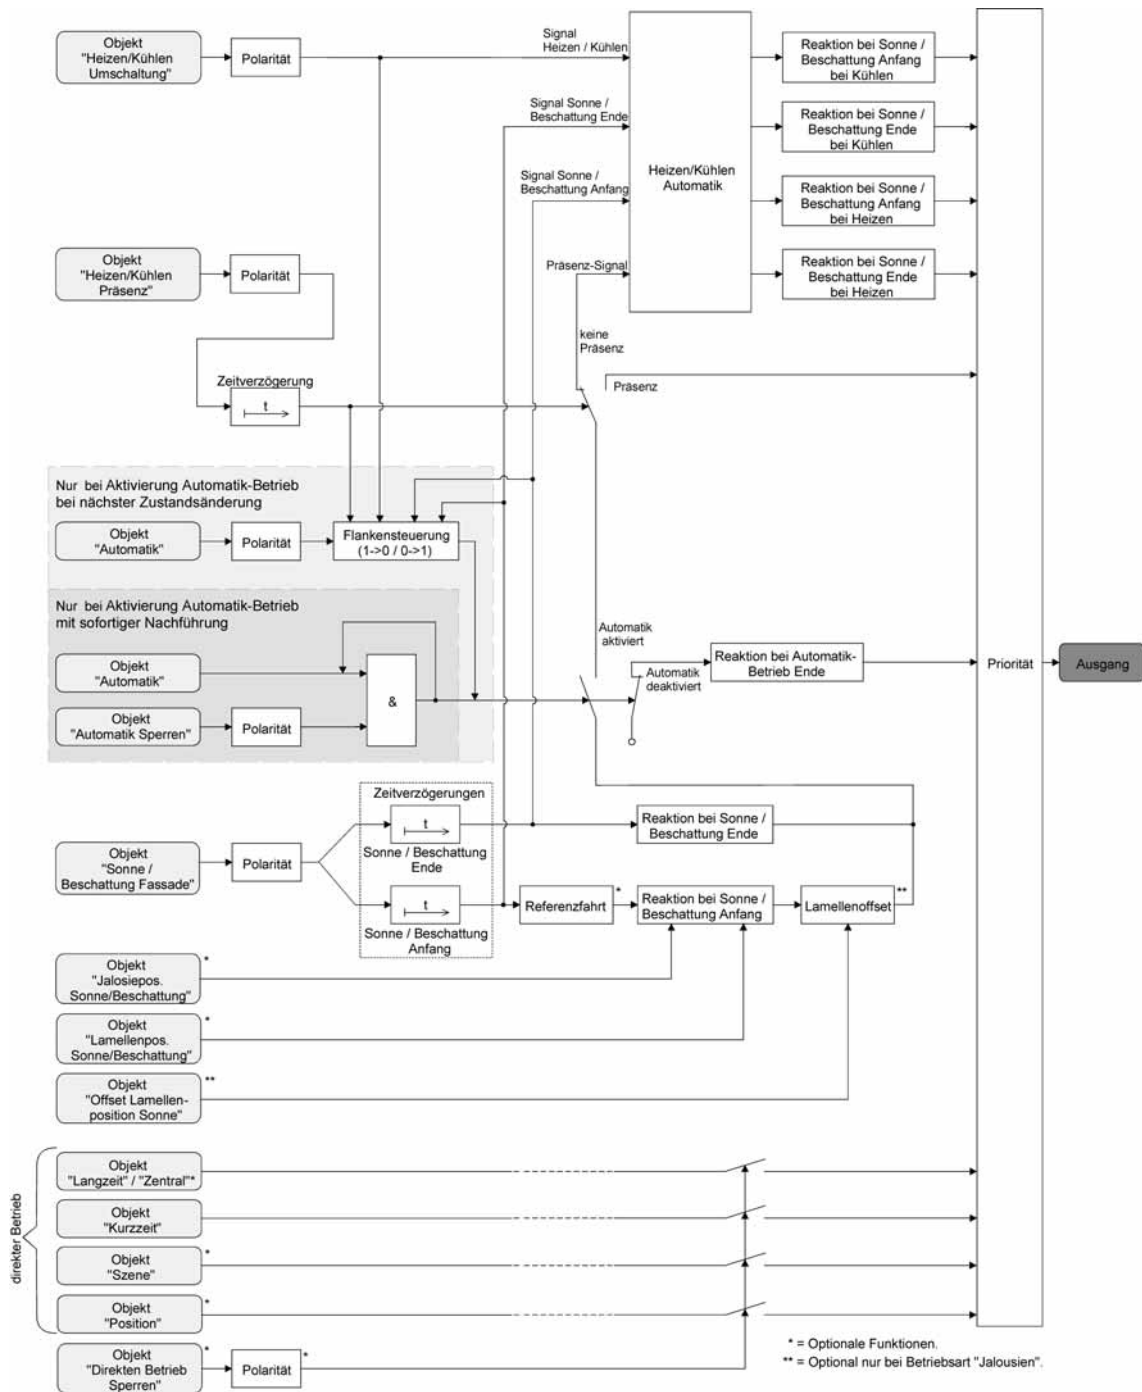 Objekt
"Heizen/Kühlen
Umschaltung"
Polarität
Signal
Heizen / Kühlen
Reaktion bei Sonne /
Beschattung Anfang
bei Kühlen
Signal Sonne /
Beschattung Ende
Reaktion bei Sonne /
Beschattung Ende
bei Kühlen
Heizen/Kühlen
Automatik
Signal Sonne /
Beschattung Anfang
Reaktion bei Sonne /
Beschattung Anfang
bei Heizen
Objekt
"Heizen/Kühlen
Präsenz"
Polarität
Präsenz-Signal
Reaktion bei Sonne /
Beschattung Ende
bei Heizen
keine
Präsenz
Präsenz
Zeitverzögerung
t
Nur bei Aktivierung Automatik-Betrieb
bei nächster Zustandsänderung
Objekt
"Automatik"
Polarität
Flankensteuerung
(1->0 / 0->1)
Nur bei Aktivierung Automatik-Betrieb
mit sofortiger Nachführung
Objekt
"Automatik"
&
Objekt
"Automatik Sperren"
Polarität
Automatik
aktiviert
Automatik
deaktiviert
Reaktion bei Automatik-
Betrieb Ende
Priorität
Ausgang
Zeitverzögerungen
t
Sonne / Beschattung
Ende
Reaktion bei Sonne /
Beschattung Ende
Objekt
"Sonne /
Beschattung Fassade"
Polarität
t
Sonne / Beschattung
Anfang
Referenzfahrt
*
Reaktion bei Sonne /
Beschattung Anfang
Lamellenoffset
**
Objekt
"Jalosiepos.
Sonne/Beschattung"
*
Objekt
"Lamellenpos.
Sonne/Beschattung"
*
Objekt
"Offset Lamellen-
position Sonne"
**
direkter Betrieb
Objekt
"Langzeit" / "Zentral"*
Objekt
"Kurzzeit"
Objekt
"Szene"
*
Objekt
"Position"
*
Objekt
"Direkten Betrieb
Sperren"
*
Polarität
*
* = Optionale Funktionen.
** = Optional nur bei Betriebsart "Jalousien".